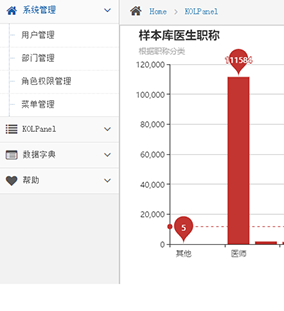 系统管理
用户管理
部门管理
角色权限管理
菜单管理
KOLPanel
数据字典
帮助
Home > KOLPanel
样本库医生职称
根据职称分类
120,000
100,000
80,000
60,000
40,000
20,000
0
111584
5
其他
医师